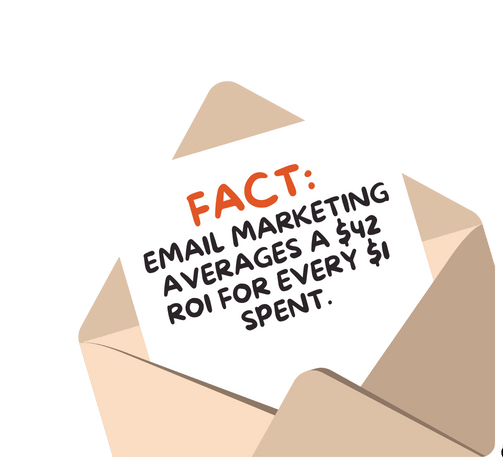 FACT:
EMAIL MARKETING
AVERAGES A $42
ROI FOR EVERY $1
SPENT.